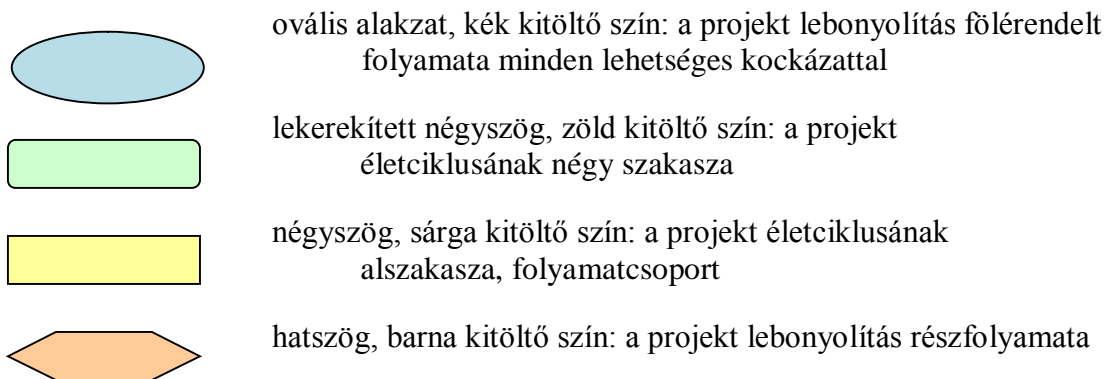 ovális alakzat, kék kitöltő szín: a projekt lebonyolítás fölérendelt
folyamata minden lehetséges kockázattal
lekerekített négyszög, zöld kitöltő szín: a projekt
életciklusának négy szakasza
négyszög, sárga kitöltő szín: a projekt életciklusának
alszakasza, folyamatcsoport
hatszög, barna kitöltő szín: a projekt lebonyolítás részfolyamata